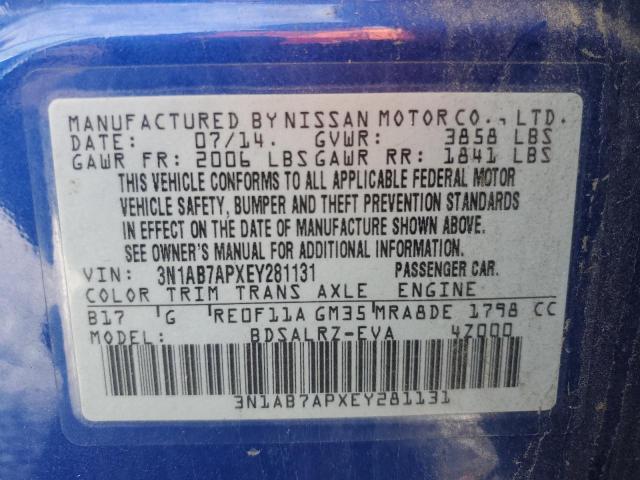 MANUFACTURED BY NISSAN MOTOR CO., LTD.
DATE: 07/14. GVWR: 3858 LBS
GAWR FR: 2006 LBS GAWR RR: 1841 LBS
THIS VEHICLE CONFORMS TO ALL APPLICABLE FEDERAL MOTOR
VEHICLE SAFETY, BUMPER AND THEFT PREVENTION STANDARDS
IN EFFECT ON THE DATE OF MANUFACTURE SHOWN ABOVE.
SEE OWNER'S MANUAL FOR ADDITIONAL INFORMATION.
VIN: 3N1AB7APXEY281131 PASSENGER CAR.
COLOR TRIM TRANS AXLE ENGINE
B17 G RE0F11A GM35 MRA8DE 1798 CC
MODEL: BDSALRZ-EVA 4Z000
3N1AB7APXEY281131